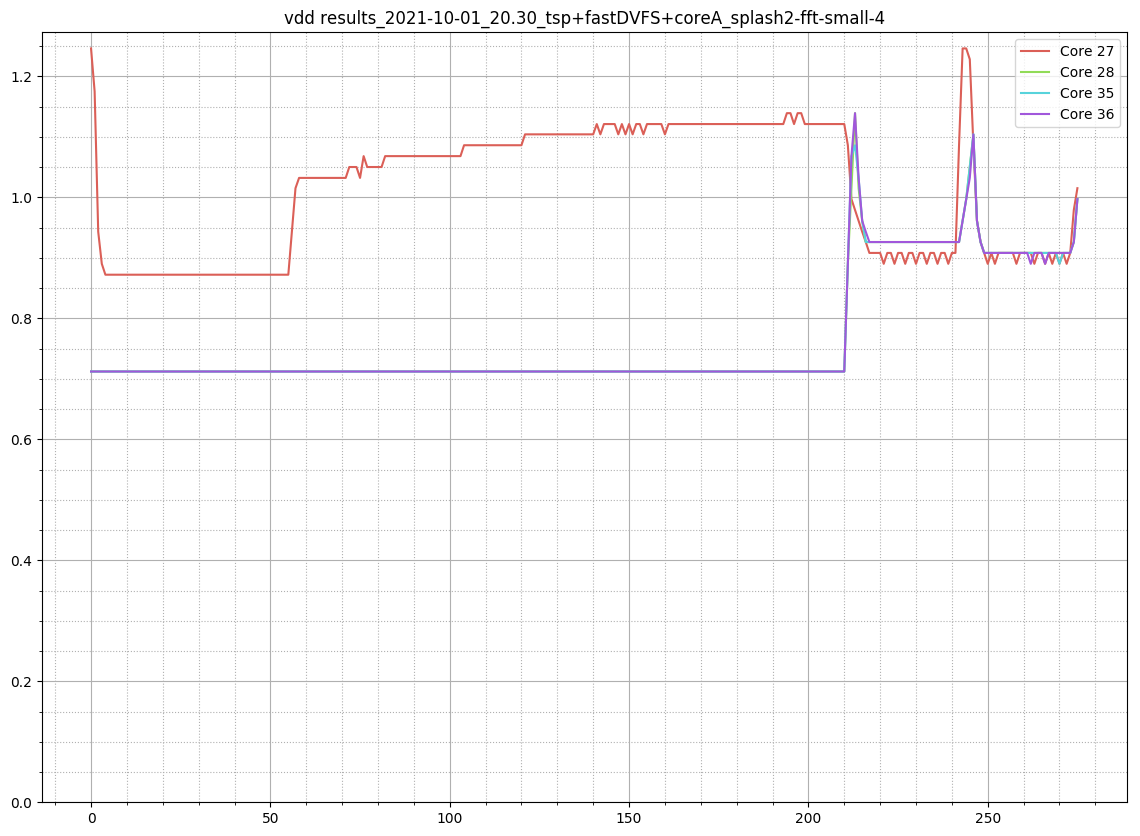 vdd results_2021-10-01_20.30_tsp+fastDVFS+coreA_splash2-fft-small-4
Core 27
Core 28
Core 35
Core 36
1.2
1.0
0.8
0.6
0.4
0.2
0.0
0 50 100 150 200 250